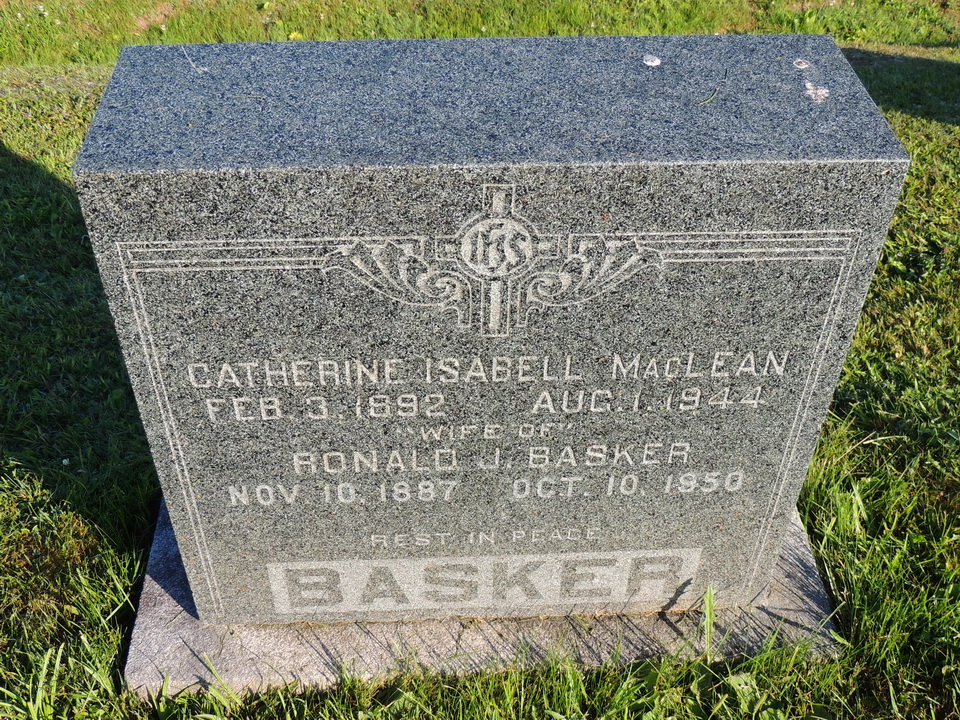 IHS
CATHERINE ISABELL MACLEAN
FEB. 3. 1892 AUG. 1. 1944
"WIFE OF"
RONALD J. BASKER
NOV 10. 1887 OCT. 10. 1950
REST IN PEACE
BASKER